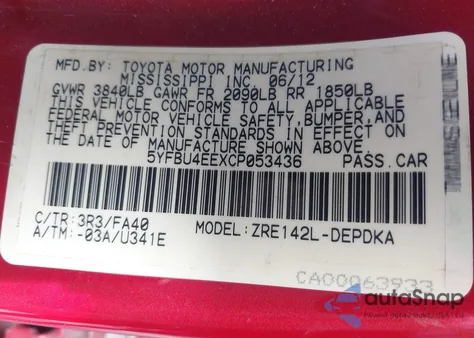 MFD.BY: TOYOTA MOTOR MANUFACTURING
MISSISSIPPI INC. 06/12
GVWR 3840LB GAWR FR 2090LB RR 1850LB
THIS VEHICLE CONFORMS TO ALL APPLICABLE
FEDERAL MOTOR VEHICLE SAFETY, BUMPER, AND
THEFT PREVENTION STANDARDS IN EFFECT ON
THE DATE OF MANUFACTURE SHOWN ABOVE.
5YFBU4EEXCP053436 PASS.CAR
C/TR: 3R3/FA40 MODEL: ZRE142L-DEPDKA
A/TM: -03A/U341E
CA00063933
autoSnap